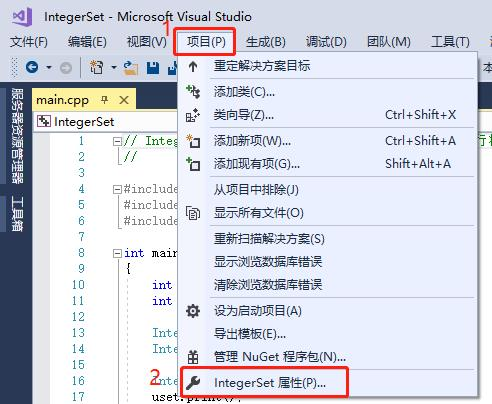 IntegerSet - Microsoft Visual Studio
1
文件(F) 编辑(E) 视图(V) 项目(P) 生成(B) 调试(D) 团队(M) 工具(T)
重定解决方案目标
添加类(C)...
类向导(Z)... Ctrl+Shift+X
添加新项(W)... Ctrl+Shift+A
添加现有项(G)... Shift+Alt+A
从项目中排除(J)
显示所有文件(O)
重新扫描解决方案(S)
显示浏览数据库错误
清除浏览数据库错误
设为启动项目(A)
导出模板(E)...
管理 NuGet 程序包(N)...
2
IntegerSet 属性(P)...
服务器资源管理器
工具箱
main.cpp
IntegerSet
1 // Integ
2 //
3
4 #include
5 #include
6 #include
7
8 int main
9 {
10 int
11 int
12
13 Intege
14 Intege
15
16 Intege
17 uset.print();